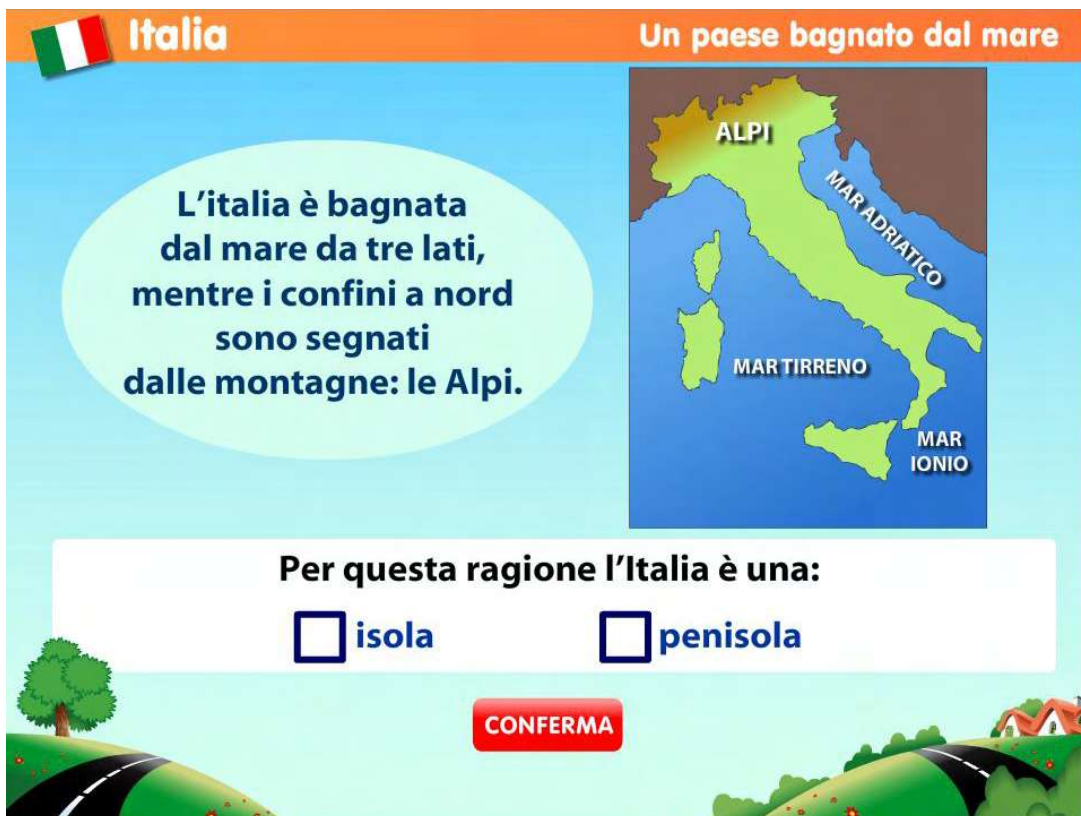 Italia
Un paese bagnato dal mare
L'italia è bagnata
dal mare da tre lati,
mentre i confini a nord
sono segnati
dalle montagne: le Alpi.
ALPI
MAR ADRIATICO
MAR TIRRENO
MAR
IONIO
Per questa ragione l'Italia è una:
isola
penisola
CONFERMA